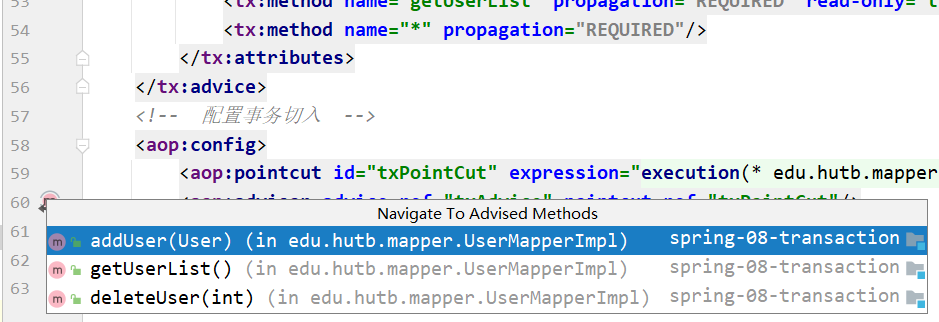 53 <tx:method name="getUserList" propagation="REQUIRED" read-only="t
54 <tx:method name="*" propagation="REQUIRED"/>
55 </tx:attributes>
56 </tx:advice>
57 <!-- 配置事务切入 -->
58 <aop:config>
59 <aop:pointcut id="txPointCut" expression="execution(* edu.hutb.mapper
60 <aop:advisor advice-ref="txAdvice" pointcut-ref="txPointCut"/>
Navigate To Advised Methods
61 m addUser(User) (in edu.hutb.mapper.UserMapperImpl) spring-08-transaction
62 m getUserList() (in edu.hutb.mapper.UserMapperImpl) spring-08-transaction
63 m deleteUser(int) (in edu.hutb.mapper.UserMapperImpl) spring-08-transaction